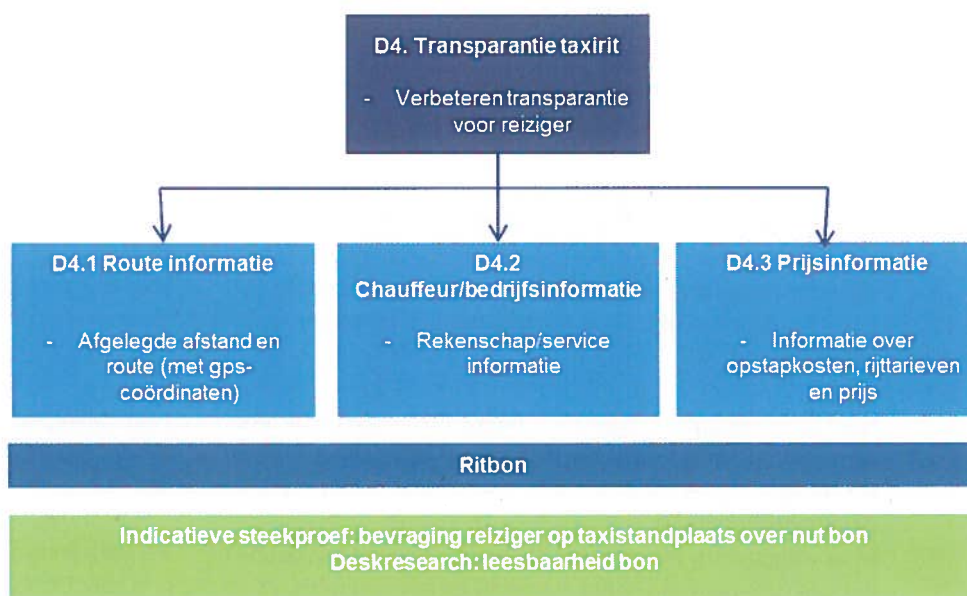 D4. Transparantie taxirit
- Verbeteren transparantie
voor reiziger
D4.1 Route informatie
- Afgelegde afstand en
route (met gps-
coördinaten)
D4.2
Chauffeur/bedrijfsinformatie
- Rekenschap/service
informatie
D4.3 Prijsinformatie
- Informatie over
opstapkosten, rijttarieven
en prijs
Ritbon
Indicatieve steekproef: bevraging reiziger op taxistandplaats over nut bon
Deskresearch: leesbaarheid bon